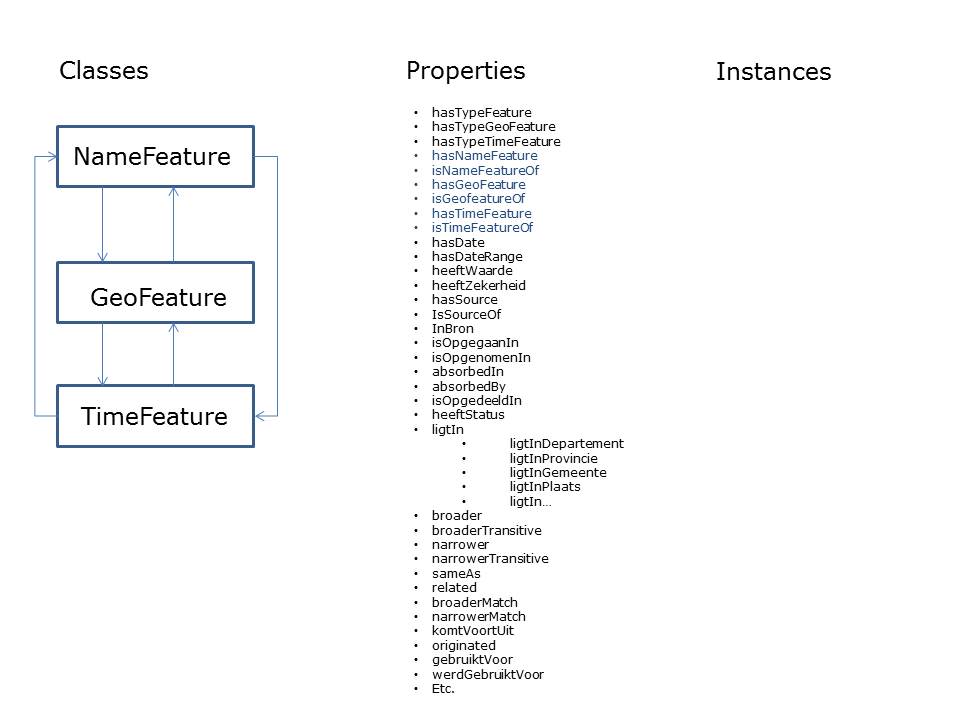 Classes
Properties
Instances
NameFeature
GeoFeature
TimeFeature
• hasTypeFeature
• hasTypeGeoFeature
• hasTypeTimeFeature
• hasNameFeature
• isNameFeatureOf
• hasGeoFeature
• isGeofeatureOf
• hasTimeFeature
• isTimeFeatureOf
• hasDate
• hasDateRange
• heeftWaarde
• heeftZekerheid
• hasSource
• IsSourceOf
• InBron
• isOpgegaanIn
• isOpgenomenIn
• absorbedIn
• absorbedBy
• isOpgedeeldIn
• heeftStatus
• ligtIn
• ligtInDepartement
• ligtInProvincie
• ligtInGemeente
• ligtInPlaats
• ligtIn…
• broader
• broaderTransitive
• narrower
• narrowerTransitive
• sameAs
• related
• broaderMatch
• narrowerMatch
• komtVoortUit
• originated
• gebruiktVoor
• werdGebruiktVoor
• Etc.